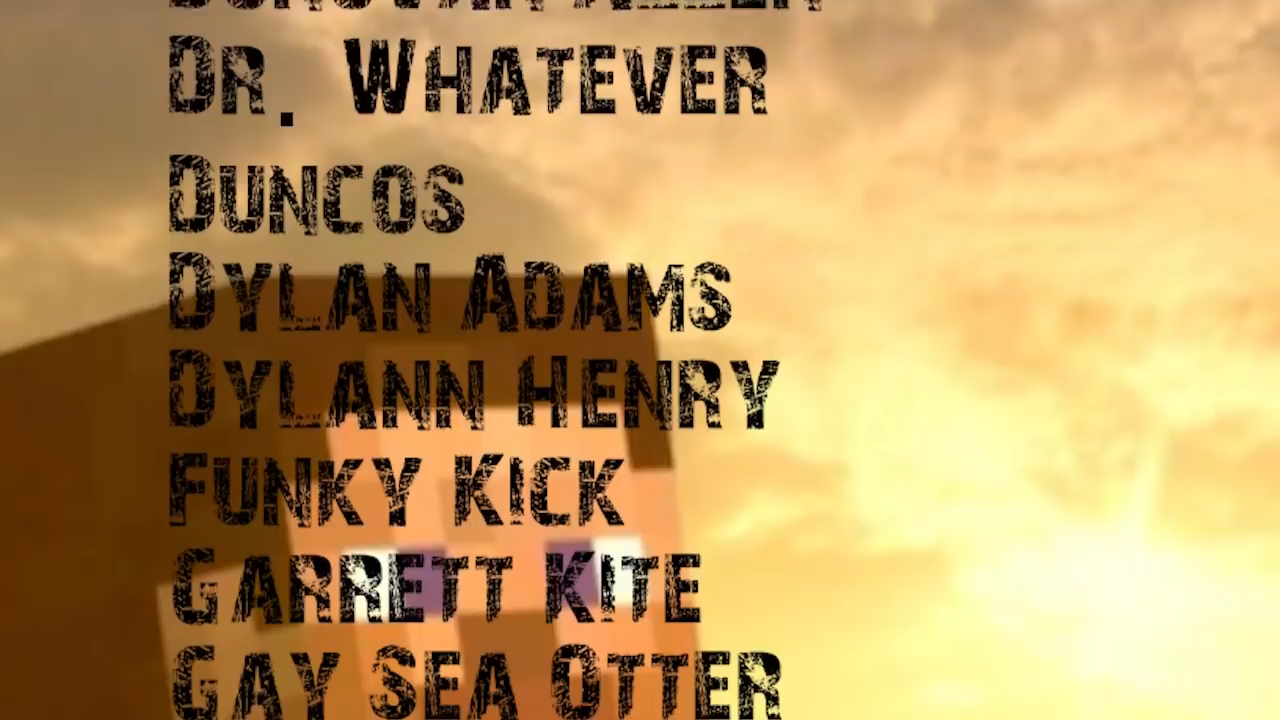 Dr. Whatever
Duncos
Dylan Adams
Dylann Henry
Funky Kick
Garrett Kite
Gay Sea Otter